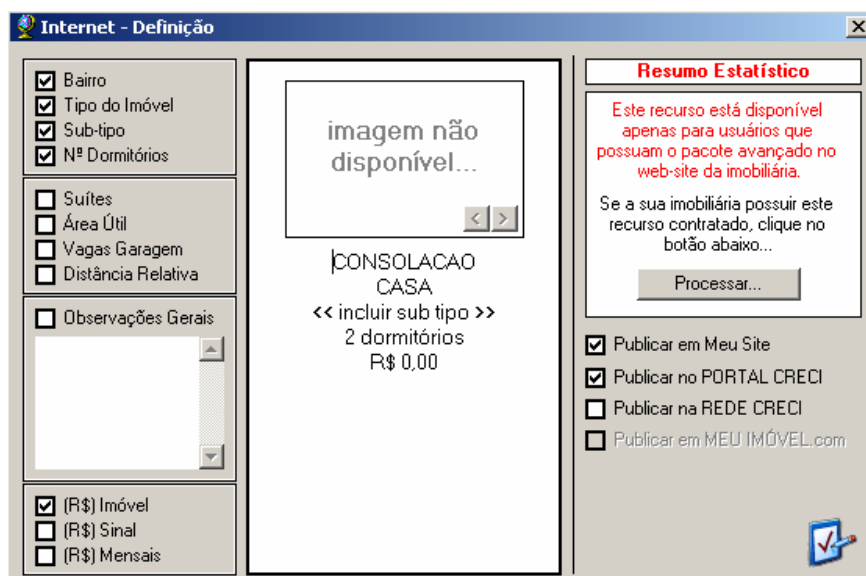 Internet - Definição
Bairro
Tipo do Imóvel
Sub-tipo
Nº Dormitórios
Suítes
Área Útil
Vagas Garagem
Distância Relativa
Observações Gerais
(R$) Imóvel
(R$) Sinal
(R$) Mensais
imagem não
disponível...
CONSOLACAO
CASA
<< incluir sub tipo >>
2 dormitórios
R$ 0,00
Resumo Estatístico
Este recurso está disponível
apenas para usuários que
possuam o pacote avançado no
web-site da imobiliária.
Se a sua imobiliária possuir este
recurso contratado, clique no
botão abaixo...
Processar...
Publicar em Meu Site
Publicar no PORTAL CRECI
Publicar na REDE CRECI
Publicar em MEU IMÓVEL.com